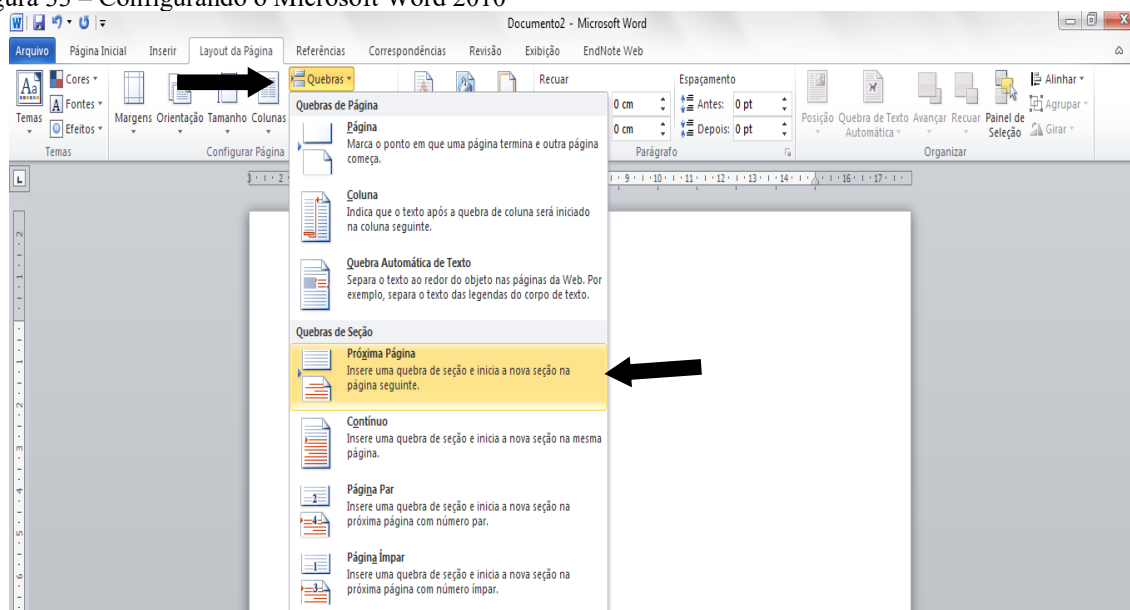 gura 33 – Configurando o Microsoft Word 2010
Documento2 - Microsoft Word
Arquivo Página Inicial Inserir Layout da Página Referências Correspondências Revisão Exibição EndNote Web
Temas
Cores
Fontes
Efeitos
Temas
Margens Orientação Tamanho Colunas
Configurar Página
Quebras
Recuar
0 cm
0 cm
Espaçamento
Antes: 0 pt
Depois: 0 pt
Parágrafo
Posição Quebra de Texto Automática Avançar Recuar Painel de Seleção
Alinhar
Agrupar
Girar
Organizar
Quebras de Página
Página
Marca o ponto em que uma página termina e outra página
começa.
Coluna
Indica que o texto após a quebra de coluna será iniciado
na coluna seguinte.
Quebra Automática de Texto
Separa o texto ao redor do objeto nas páginas da Web. Por
exemplo, separa o texto das legendas do corpo de texto.
Quebras de Seção
Próxima Página
Insere uma quebra de seção e inicia a nova seção na
página seguinte.
Contínuo
Insere uma quebra de seção e inicia a nova seção na mesma
página.
Página Par
Insere uma quebra de seção e inicia a nova seção na
próxima página com número par.
Página Ímpar
Insere uma quebra de seção e inicia a nova seção na
próxima página com número ímpar.